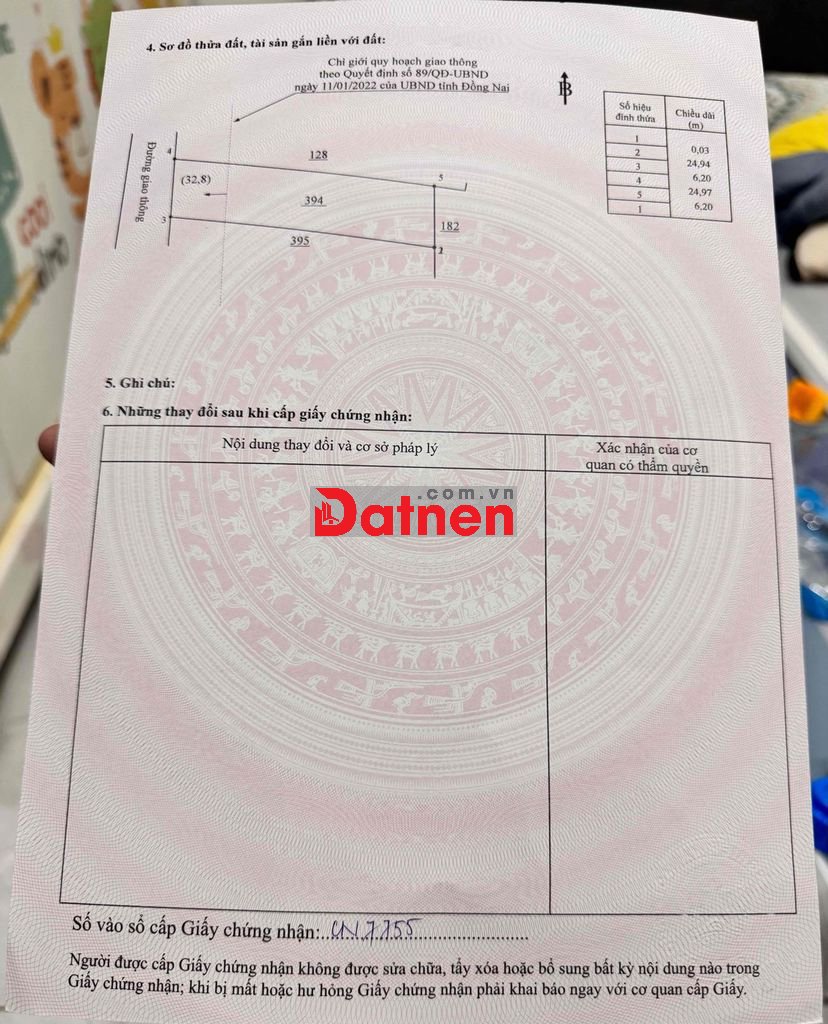 4. Sơ đồ thửa đất, tài sản gắn liền với đất:
Chỉ giới quy hoạch giao thông
theo Quyết định số 89/QĐ-UBND
ngày 11/01/2022 của UBND tỉnh Đồng Nai
B
Số hiệu đỉnh thửa
Chiều dài (m)
1
0,03
2
24,94
3
6,20
4
24,97
5
6,20
1
Đường giao thông
4
128
5
(32,8)
394
182
3
395
2
5. Ghi chú:
6. Những thay đổi sau khi cấp giấy chứng nhận:
Nội dung thay đổi và cơ sở pháp lý
Xác nhận của cơ
quan có thẩm quyền
.com.vn
Datnen
Số vào sổ cấp Giấy chứng nhận: CN 7755
Người được cấp Giấy chứng nhận không được sửa chữa, tẩy xóa hoặc bổ sung bất kỳ nội dung nào trong
Giấy chứng nhận; khi bị mất hoặc hư hỏng Giấy chứng nhận phải khai báo ngay với cơ quan cấp Giấy.